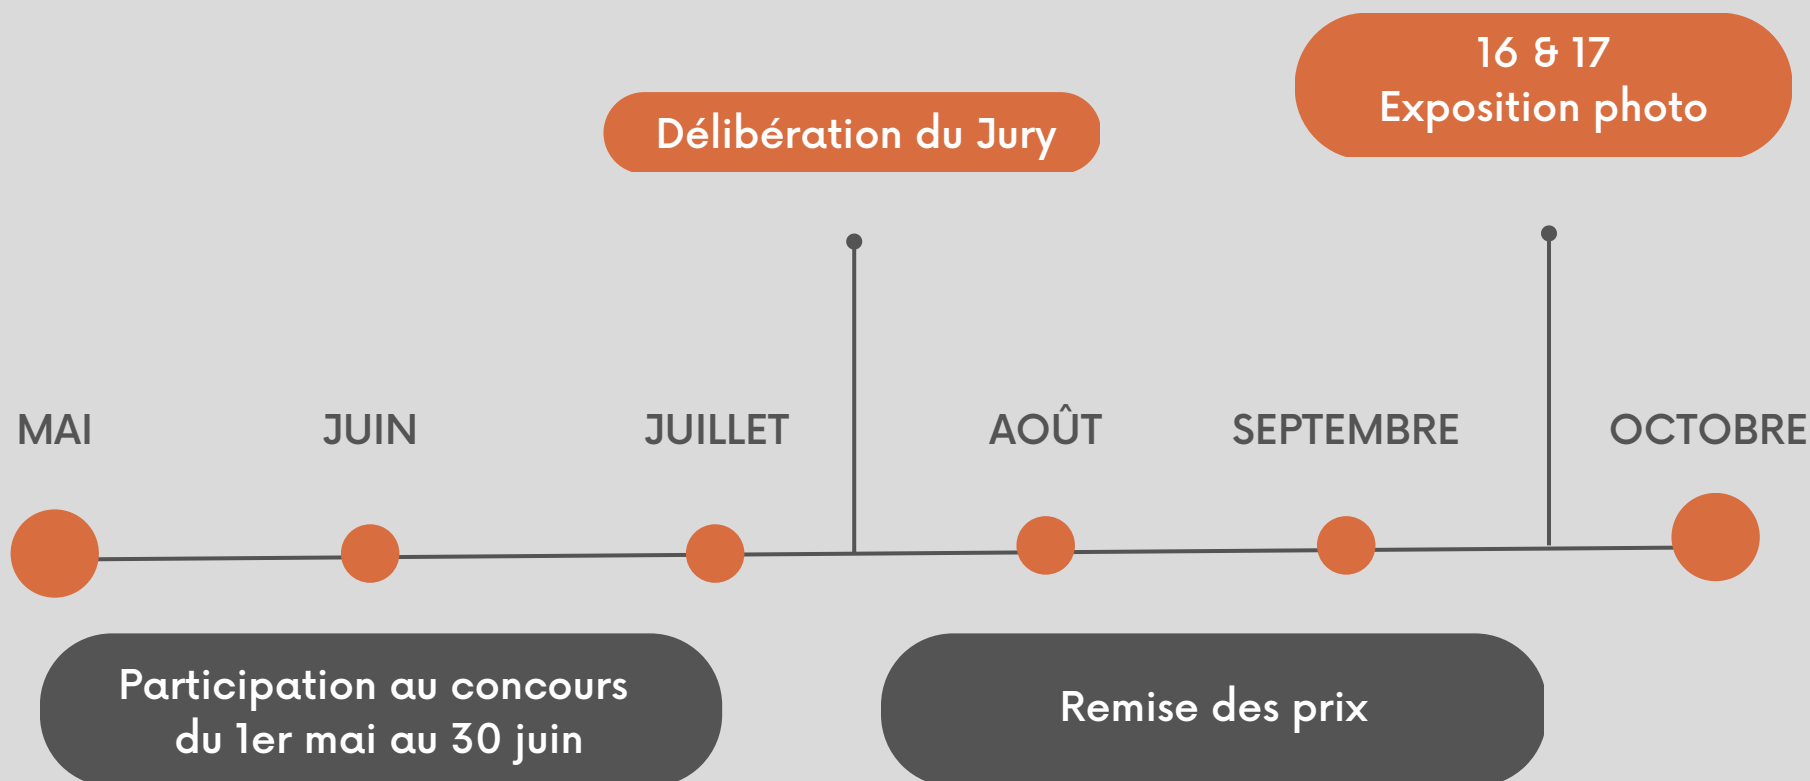 16 & 17
Exposition photo
Délibération du Jury
MAI
JUIN
JUILLET
AOÛT
SEPTEMBRE
OCTOBRE
Participation au concours
du 1er mai au 30 juin
Remise des prix